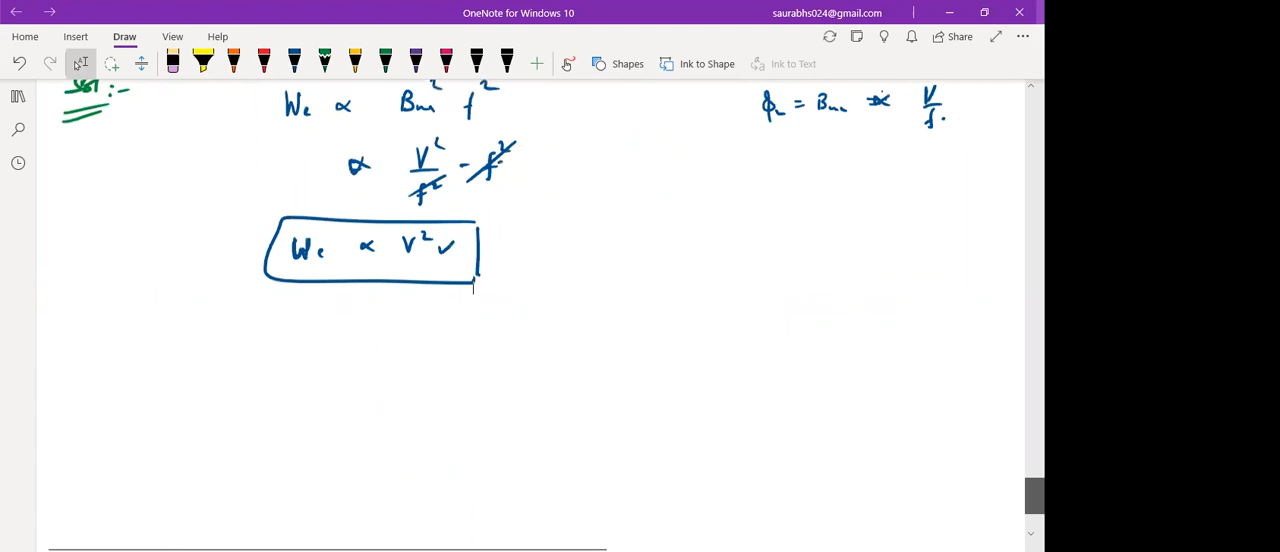 OneNote for Windows 10
saurabhs024@gmail.com
Home Insert Draw View Help
Share
Shapes Ink to Shape Ink to Text
Sol :-
We ∝ Bm² f²
φ = Bm ∝ V/f.
∝ V²/f² - f²
We ∝ V² ✓